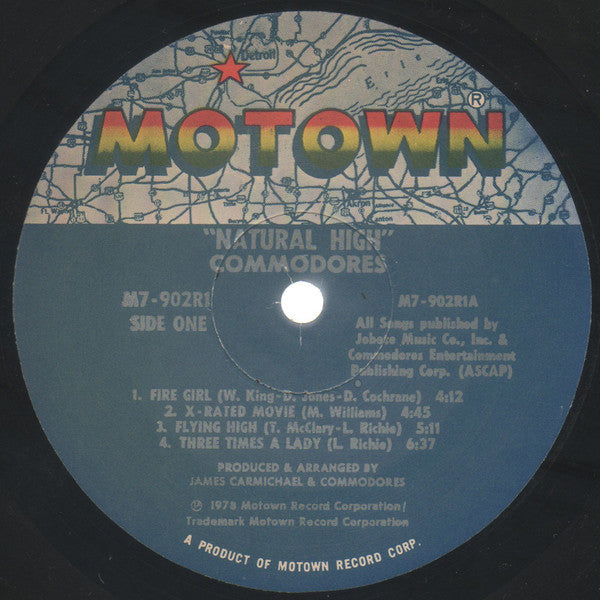 Detroit
Erie
MOTOWN®
Akron
"NATURAL HIGH"
COMMODORES
M7-902R1
SIDE ONE
M7-902R1A
All Songs published by
Jobete Music Co., Inc. &
Commodores Entertainment
Publishing Corp. (ASCAP)
1. FIRE GIRL (W. King-D. Jones-D. Cochrane) 4:12
2. X-RATED MOVIE (M. Williams) 4:45
3. FLYING HIGH (T. McClary-L. Richie) 5:11
4. THREE TIMES A LADY (L. Richie) 6:37
PRODUCED & ARRANGED BY
JAMES CARMICHAEL & COMMODORES
℗ 1978 Motown Record Corporation/
Trademark Motown Record Corporation
A PRODUCT OF MOTOWN RECORD CORP.